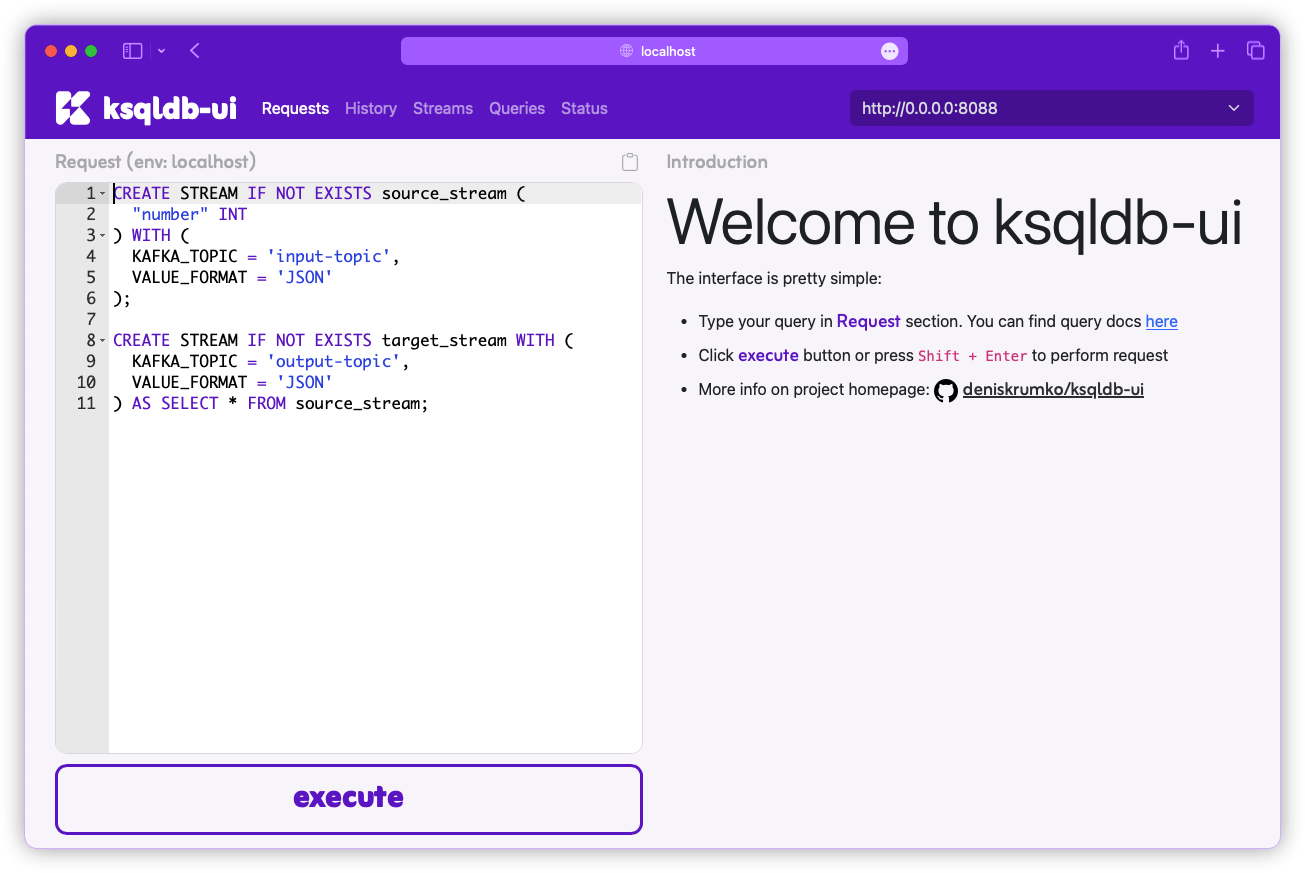 localhost
ksqldb-ui Requests History Streams Queries Status http://0.0.0.0:8088
Request (env: localhost)
1 CREATE STREAM IF NOT EXISTS source_stream (
2   "number" INT
3 ) WITH (
4   KAFKA_TOPIC = 'input-topic',
5   VALUE_FORMAT = 'JSON'
6 );
7
8 CREATE STREAM IF NOT EXISTS target_stream WITH (
9   KAFKA_TOPIC = 'output-topic',
10   VALUE_FORMAT = 'JSON'
11 ) AS SELECT * FROM source_stream;
execute
Introduction
Welcome to ksqldb-ui
The interface is pretty simple:
• Type your query in Request section. You can find query docs here
• Click execute button or press Shift + Enter to perform request
• More info on project homepage: deniskrumko/ksqldb-ui